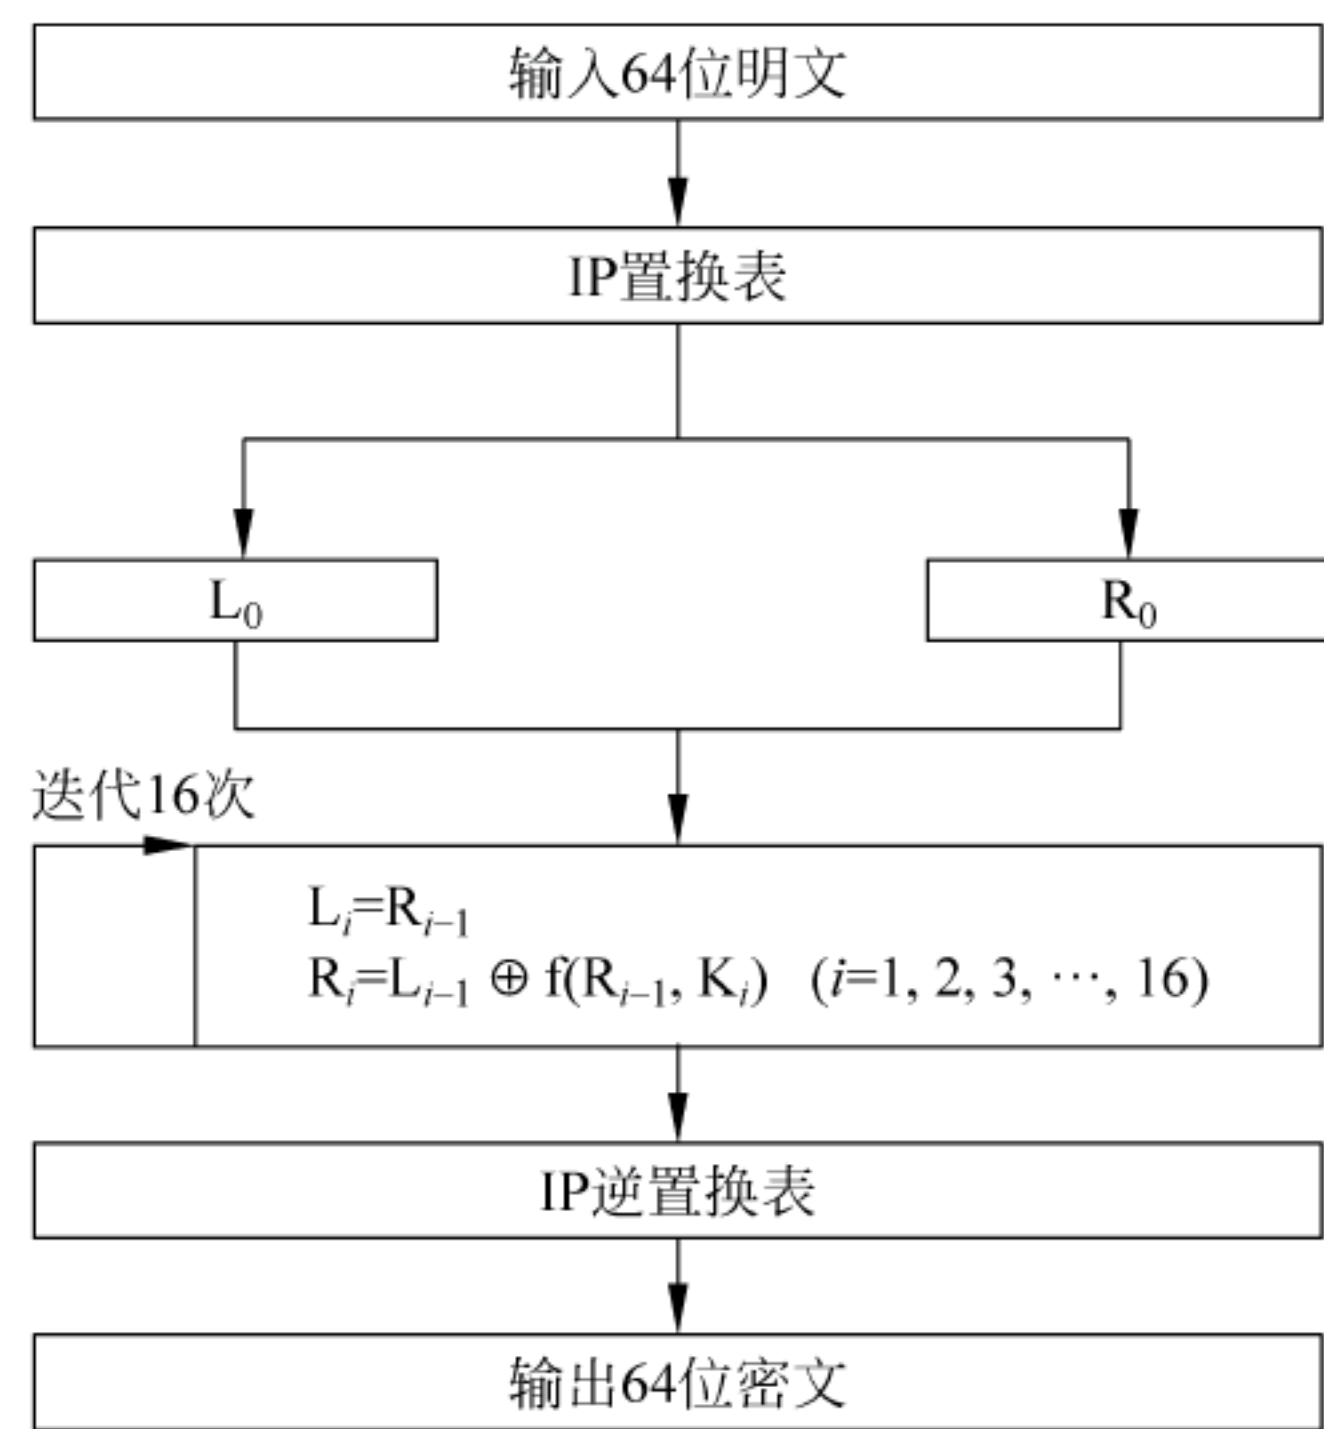 输入64位明文
IP置换表
L₀
R₀
迭代16次
Lᵢ=Rᵢ₋₁
Rᵢ=Lᵢ₋₁ ⊕ f(Rᵢ₋₁, Kᵢ) (i=1, 2, 3, ⋯, 16)
IP逆置换表
输出64位密文